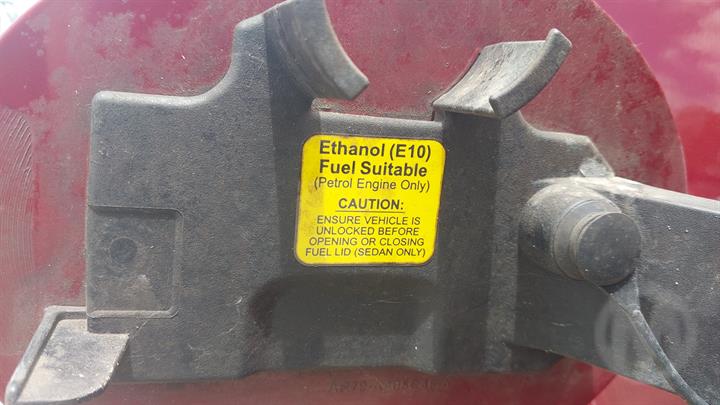 Ethanol (E10)
Fuel Suitable
(Petrol Engine Only)
CAUTION:
ENSURE VEHICLE IS
UNLOCKED BEFORE
OPENING OR CLOSING
FUEL LID (SEDAN ONLY)